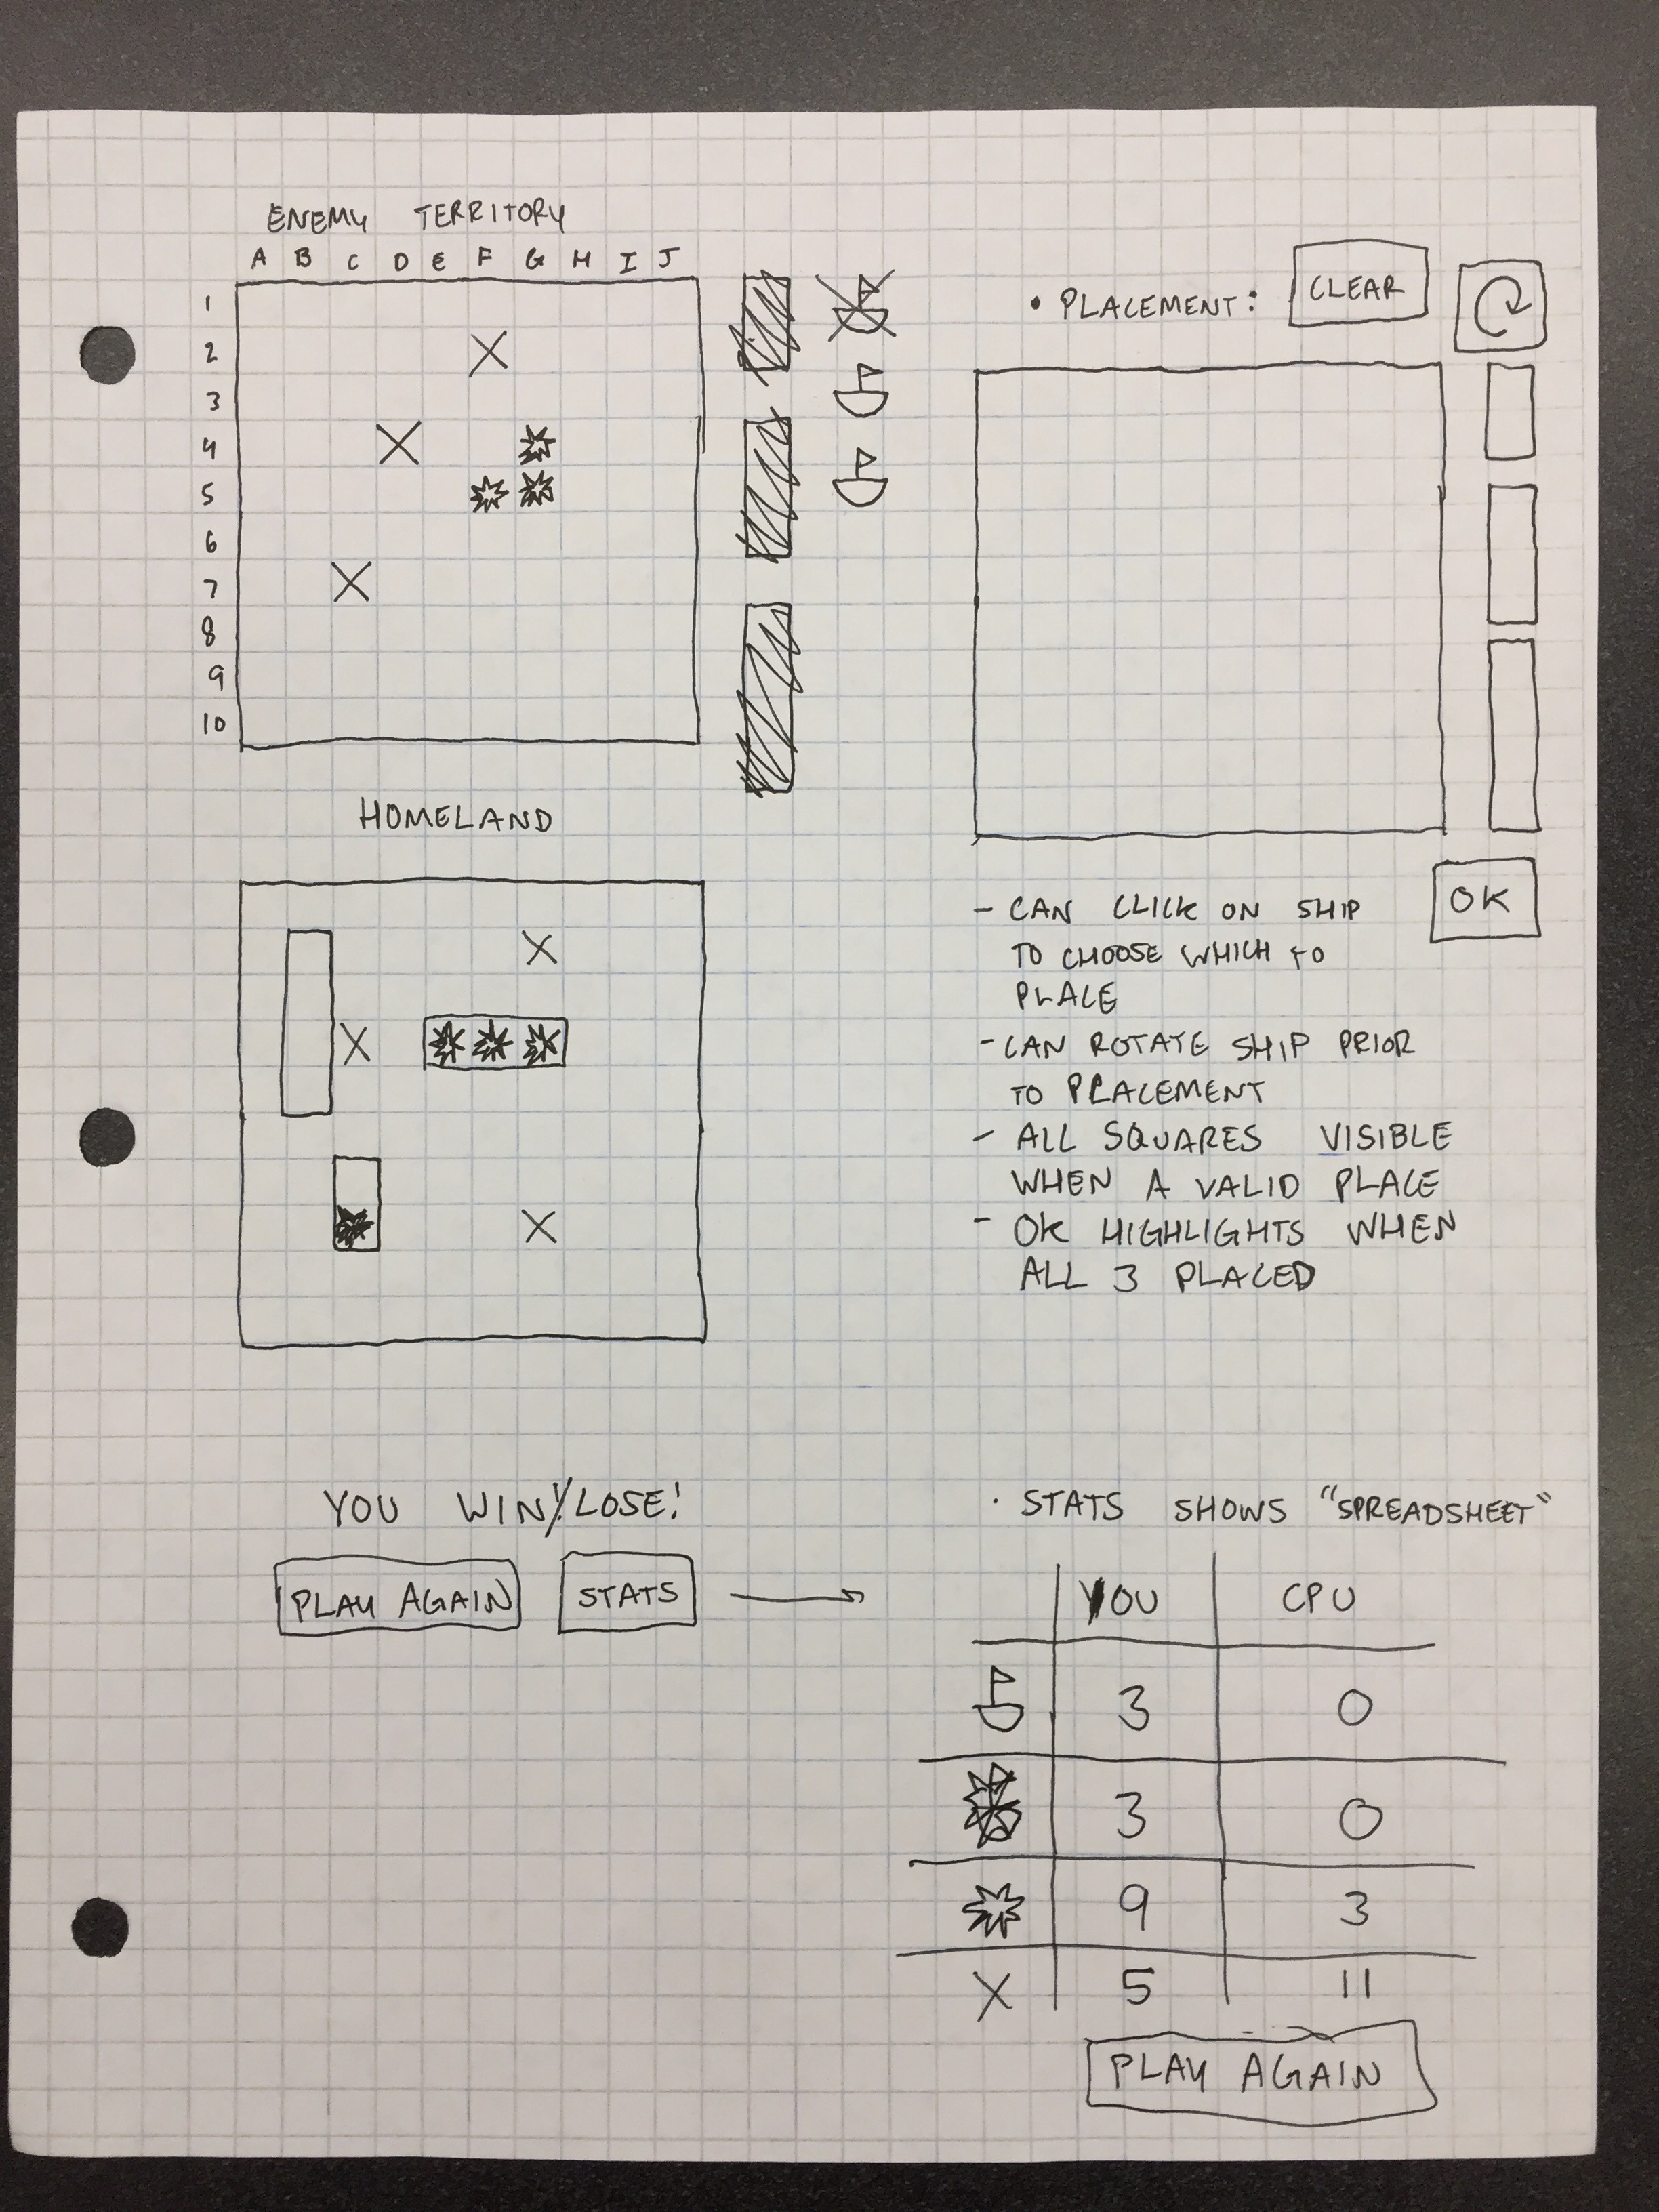 ENEMY TERRITORY
A B C D E F G H I J
1
2
3
4
5
6
7
8
9
10
HOMELAND
• PLACEMENT:
CLEAR
OK
- CAN CLICK ON SHIP
TO CHOOSE WHICH TO
PLACE
- CAN ROTATE SHIP PRIOR
TO PLACEMENT
- ALL SQUARES VISIBLE
WHEN A VALID PLACE
- OK HIGHLIGHTS WHEN
ALL 3 PLACED
YOU WIN!/LOSE!
PLAY AGAIN
STATS
• STATS SHOWS "SPREADSHEET"
YOU CPU
3 0
3 0
9 3
X 5 11
PLAY AGAIN